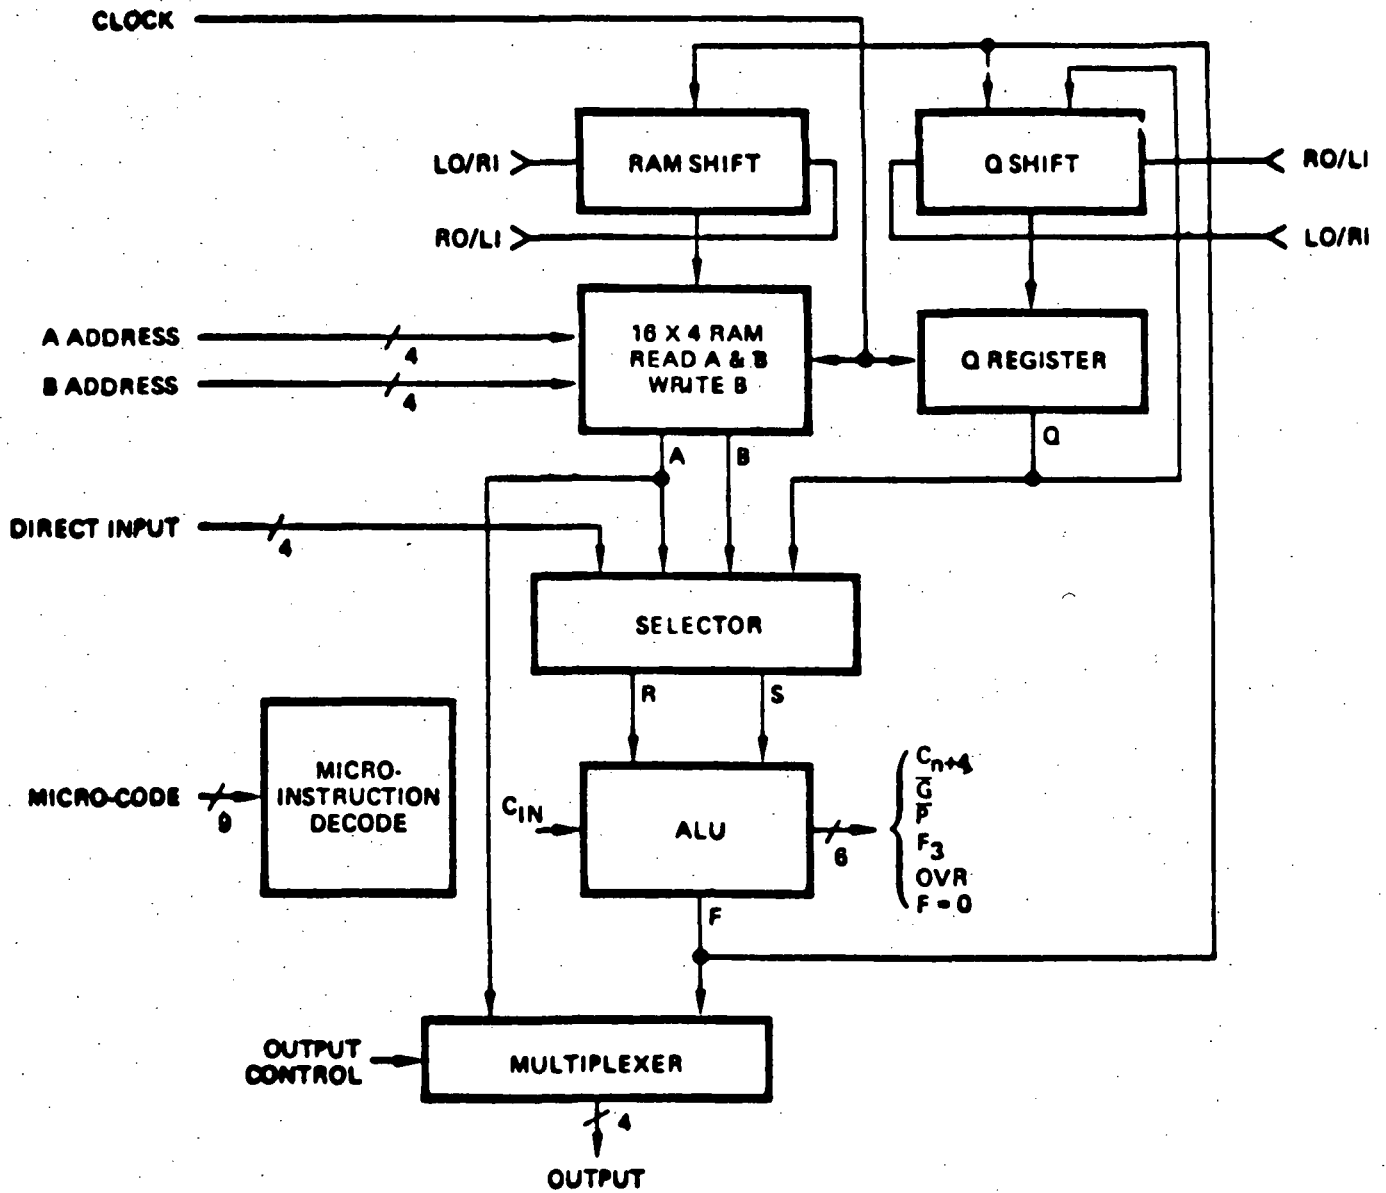 CLOCK
RAM SHIFT
Q SHIFT
LO/RI
RO/LI
RO/LI
LO/RI
A ADDRESS
4
B ADDRESS
4
16 X 4 RAM
READ A & B
WRITE B
Q REGISTER
A
B
Q
DIRECT INPUT
4
SELECTOR
R
S
MICRO-CODE
9
MICRO-
INSTRUCTION
DECODE
CIN
ALU
6
Cn+4
G̅
P̅
F3
OVR
F = 0
F
OUTPUT
CONTROL
MULTIPLEXER
4
OUTPUT